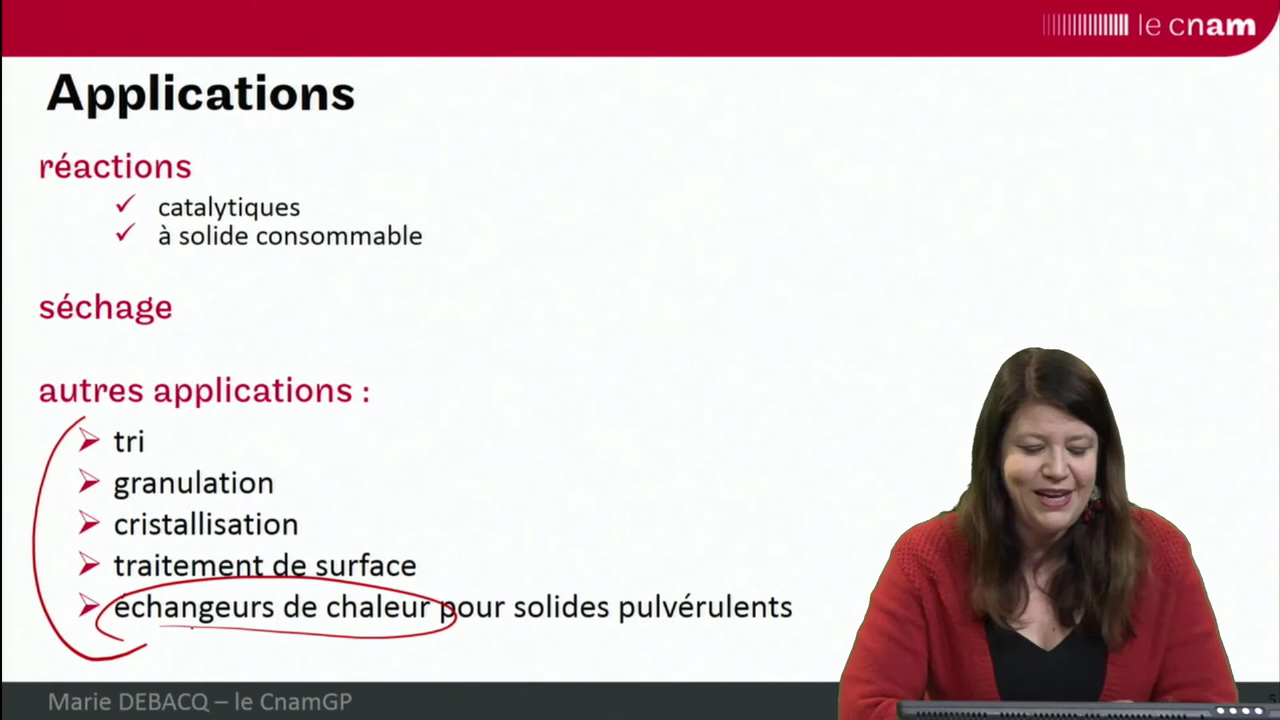 le cnam
Applications
réactions
catalytiques
à solide consommable
séchage
autres applications :
tri
granulation
cristallisation
traitement de surface
échangeurs de chaleur pour solides pulvérulents
Marie DEBACQ – le CnamGP